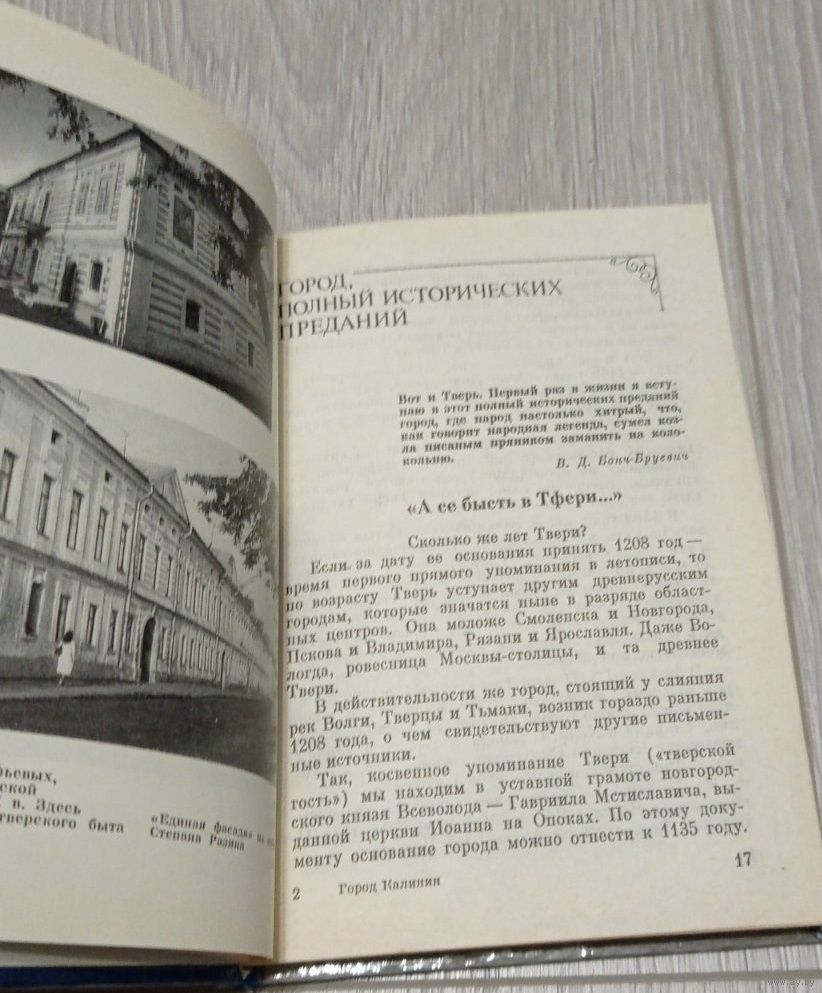 ьевых,
ской
в. Здесь
тверского быта
«Единая фасада»
Степана Разина
ГОРОД,
ПОЛНЫЙ ИСТОРИЧЕСКИХ
ПРЕДАНИЙ
Вот и Тверь. Первый раз в жизни я всту-
паю в этот полный исторических преданий
город, где народ настолько хитрый, что,
как говорит народная легенда, сумел коз-
ла писаным пряником заманить на коло-
кольню.
В. Д. Бонч-Бруевич
«А се бысть в Тфери...»
Сколько же лет Твери?
Если за дату ее основания принять 1208 год —
время первого прямого упоминания в летописи, то
по возрасту Тверь уступает другим древнерусским
городам, которые значатся ныне в разряде област-
ных центров. Она моложе Смоленска и Новгорода,
Пскова и Владимира, Рязани и Ярославля. Даже Во-
логда, ровесница Москвы-столицы, и та древнее
Твери.
В действительности же город, стоящий у слияния
рек Волги, Тверцы и Тьмаки, возник гораздо раньше
1208 года, о чем свидетельствуют другие письмен-
ные источники.
Так, косвенное упоминание Твери («тверской
гость») мы находим в уставной грамоте новгород-
ского князя Всеволода — Гавриила Мстиславича, вы-
данной церкви Иоанна на Опоках. По этому доку-
менту основание города можно отнести к 1135 году.
2 Город Калинин
17
www.ay.by